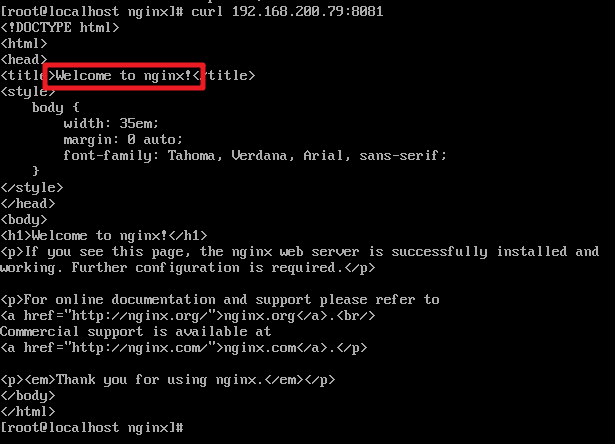 [root@localhost nginx]# curl 192.168.200.79:8081
<!DOCTYPE html>
<html>
<head>
<title>Welcome to nginx!</title>
<style>
    body {
        width: 35em;
        margin: 0 auto;
        font-family: Tahoma, Verdana, Arial, sans-serif;
    }
</style>
</head>
<body>
<h1>Welcome to nginx!</h1>
<p>If you see this page, the nginx web server is successfully installed and
working. Further configuration is required.</p>

<p>For online documentation and support please refer to
<a href="http://nginx.org/">nginx.org</a>.<br/>
Commercial support is available at
<a href="http://nginx.com/">nginx.com</a>.</p>

<p><em>Thank you for using nginx.</em></p>
</body>
</html>
[root@localhost nginx]#